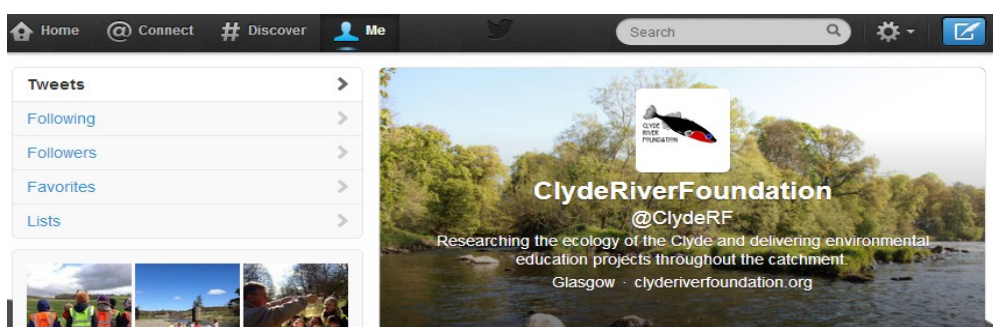 Home
Connect
# Discover
Me
Search
Tweets
Following
Followers
Favorites
Lists
CLYDE
RIVER
FOUNDATION
ClydeRiverFoundation
@ClydeRF
Researching the ecology of the Clyde and delivering environmental
education projects throughout the catchment.
Glasgow · clyderiverfoundation.org